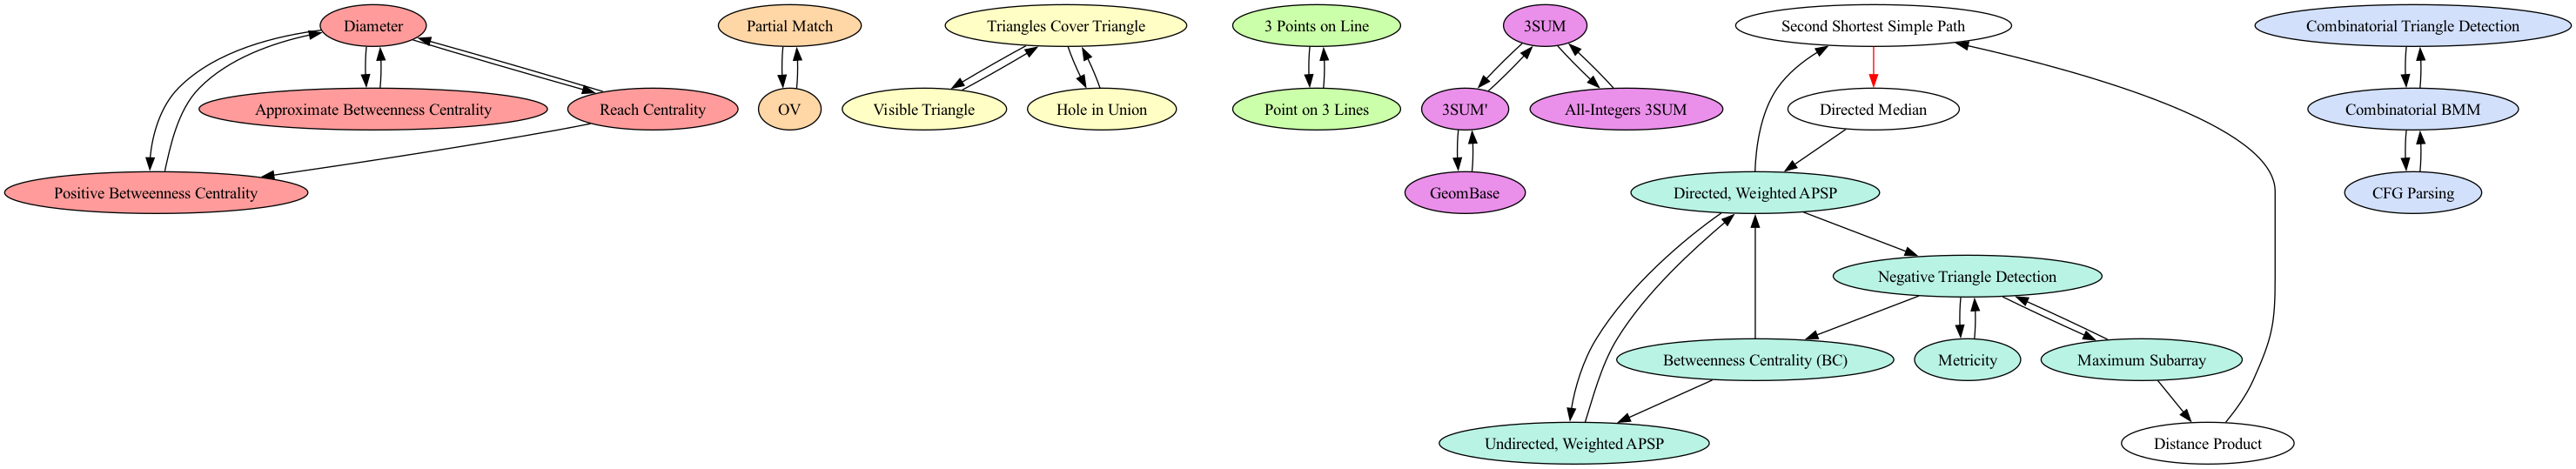 Diameter
Partial Match
Triangles Cover Triangle
3 Points on Line
3SUM
Second Shortest Simple Path
Combinatorial Triangle Detection
Approximate Betweenness Centrality
Reach Centrality
OV
Visible Triangle
Hole in Union
Point on 3 Lines
3SUM'
All-Integers 3SUM
Directed Median
Combinatorial BMM
Positive Betweenness Centrality
GeomBase
Directed, Weighted APSP
CFG Parsing
Negative Triangle Detection
Betweenness Centrality (BC)
Metricity
Maximum Subarray
Undirected, Weighted APSP
Distance Product